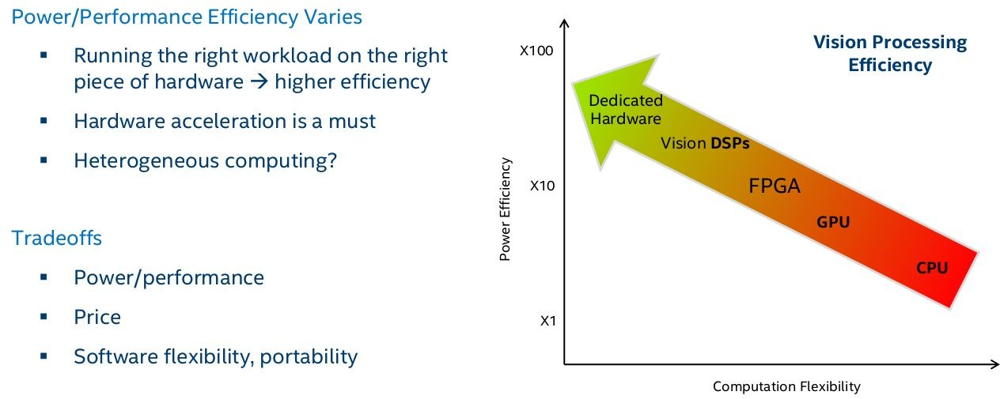 Power/Performance Efficiency Varies
▪ Running the right workload on the right
piece of hardware → higher efficiency
▪ Hardware acceleration is a must
▪ Heterogeneous computing?
Tradeoffs
▪ Power/performance
▪ Price
▪ Software flexibility, portability
Vision Processing
Efficiency
X100
X10
X1
Power Efficiency
Dedicated
Hardware
Vision DSPs
FPGA
GPU
CPU
Computation Flexibility